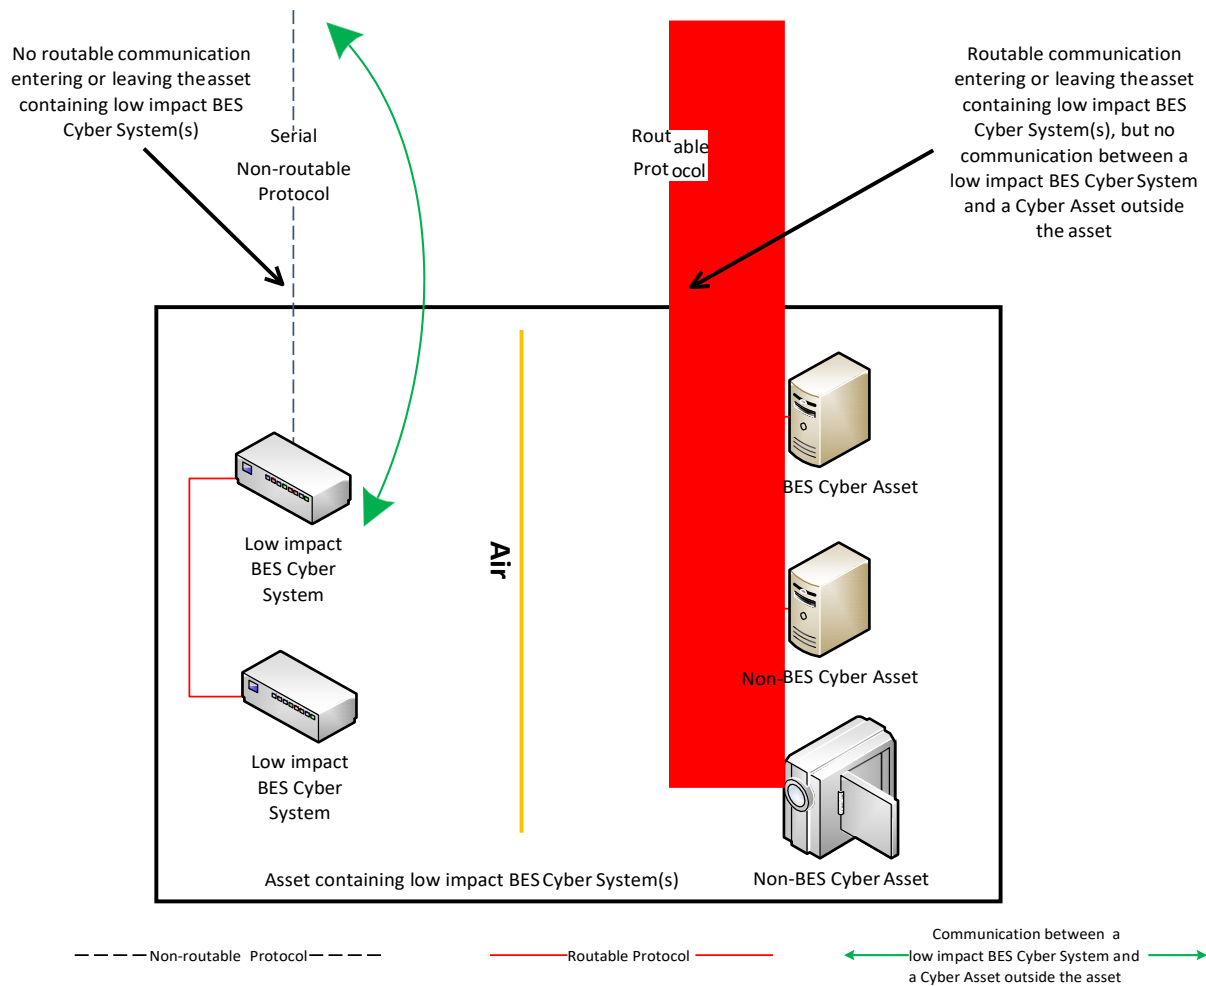 No routable communication
entering or leaving the asset
containing low impact BES
Cyber System(s)
Serial
Non-routable
Protocol
Routable
Protocol
Routable communication
entering or leaving the asset
containing low impact BES
Cyber System(s), but no
communication between a
low impact BES Cyber System
and a Cyber Asset outside
the asset
BES Cyber Asset
Low impact
BES Cyber
System
Air
Non-BES Cyber Asset
Low impact
BES Cyber
System
Asset containing low impact BES Cyber System(s)
Non-BES Cyber Asset
Non-routable Protocol
Routable Protocol
Communication between a
low impact BES Cyber System and
a Cyber Asset outside the asset